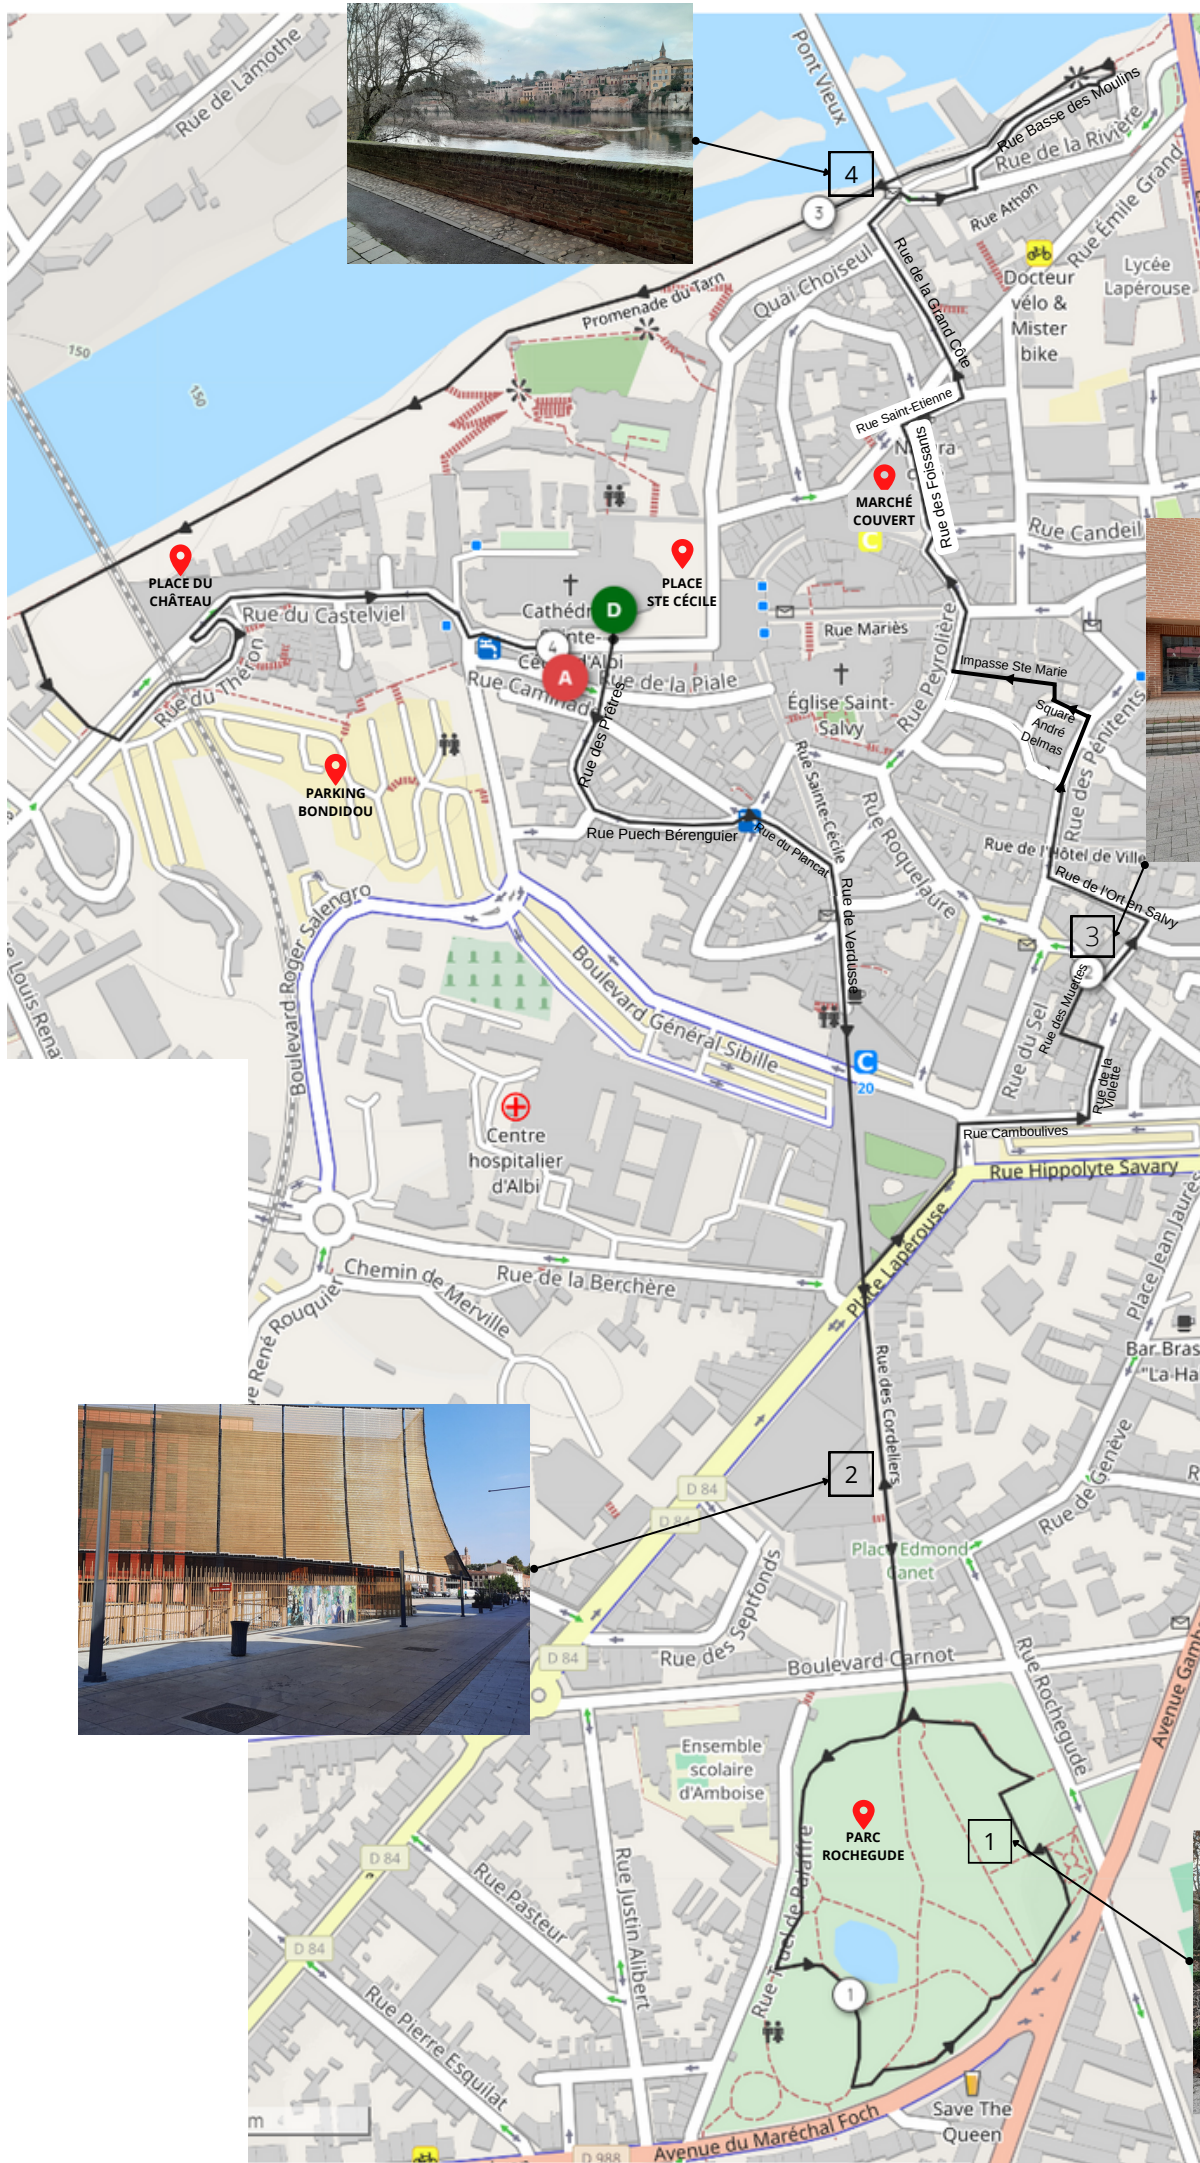 Rue de Lamothe
Pont Vieux
Rue Basse des Moulins
Rue de la Rivière
4
3
Rue Athon
Rue Émile Grand
Quai Choiseul
Rue de la Grand Côte
Docteur
vélo &
Mister
bike
Lycée
Lapérouse
Promenade du Tarn
150
150
Rue Saint-Etienne
Rue des Foissants
MARCHÉ
COUVERT
C
Rue Candeil
PLACE DU
CHÂTEAU
PLACE
STE CÉCILE
Rue du Castelviel
D
4
A
Rue Mariès
Rue Peyrolière
Impasse Ste Marie
Square
André
Delmas
Rue des Pénitents
Rue du Théron
Rue de la Piale
Rue des Prêtres
Église Saint-
Salvy
PARKING
BONDIDOU
Rue Puech Bérenguier
Rue du Plancat
Rue Sainte-Cécile
Rue Roquelaure
Rue de l'Hôtel de Ville
Rue de l'Ort en Salvy
3
Rue de Verdusse
Rue des Muettes
Rue du Sel
Rue de la
Violette
Boulevard Roger Salengro
Boulevard Général Sibille
C
20
Rue Camboulives
Rue Hippolyte Savary
Centre
hospitalier
d'Albi
Place Lapérouse
Place Jean Jaurès
Rue de la Berchère
Chemin de Merville
René Rouquier
Rue des Cordeliers
Bar Bras
"La Ha
Rue de Genève
2
D 84
D 84
Place Edmond
Canet
Rue des Septfonds
D 84
Boulevard Carnot
Rue Rochegude
Ensemble
scolaire
d'Amboise
PARC
ROCHEGUDE
1
D 84
Rue Pasteur
Rue Justin Alibert
D 84
1
Rue Pierre Esquilat
Save The
Queen
Avenue du Maréchal Foch
D 988
m